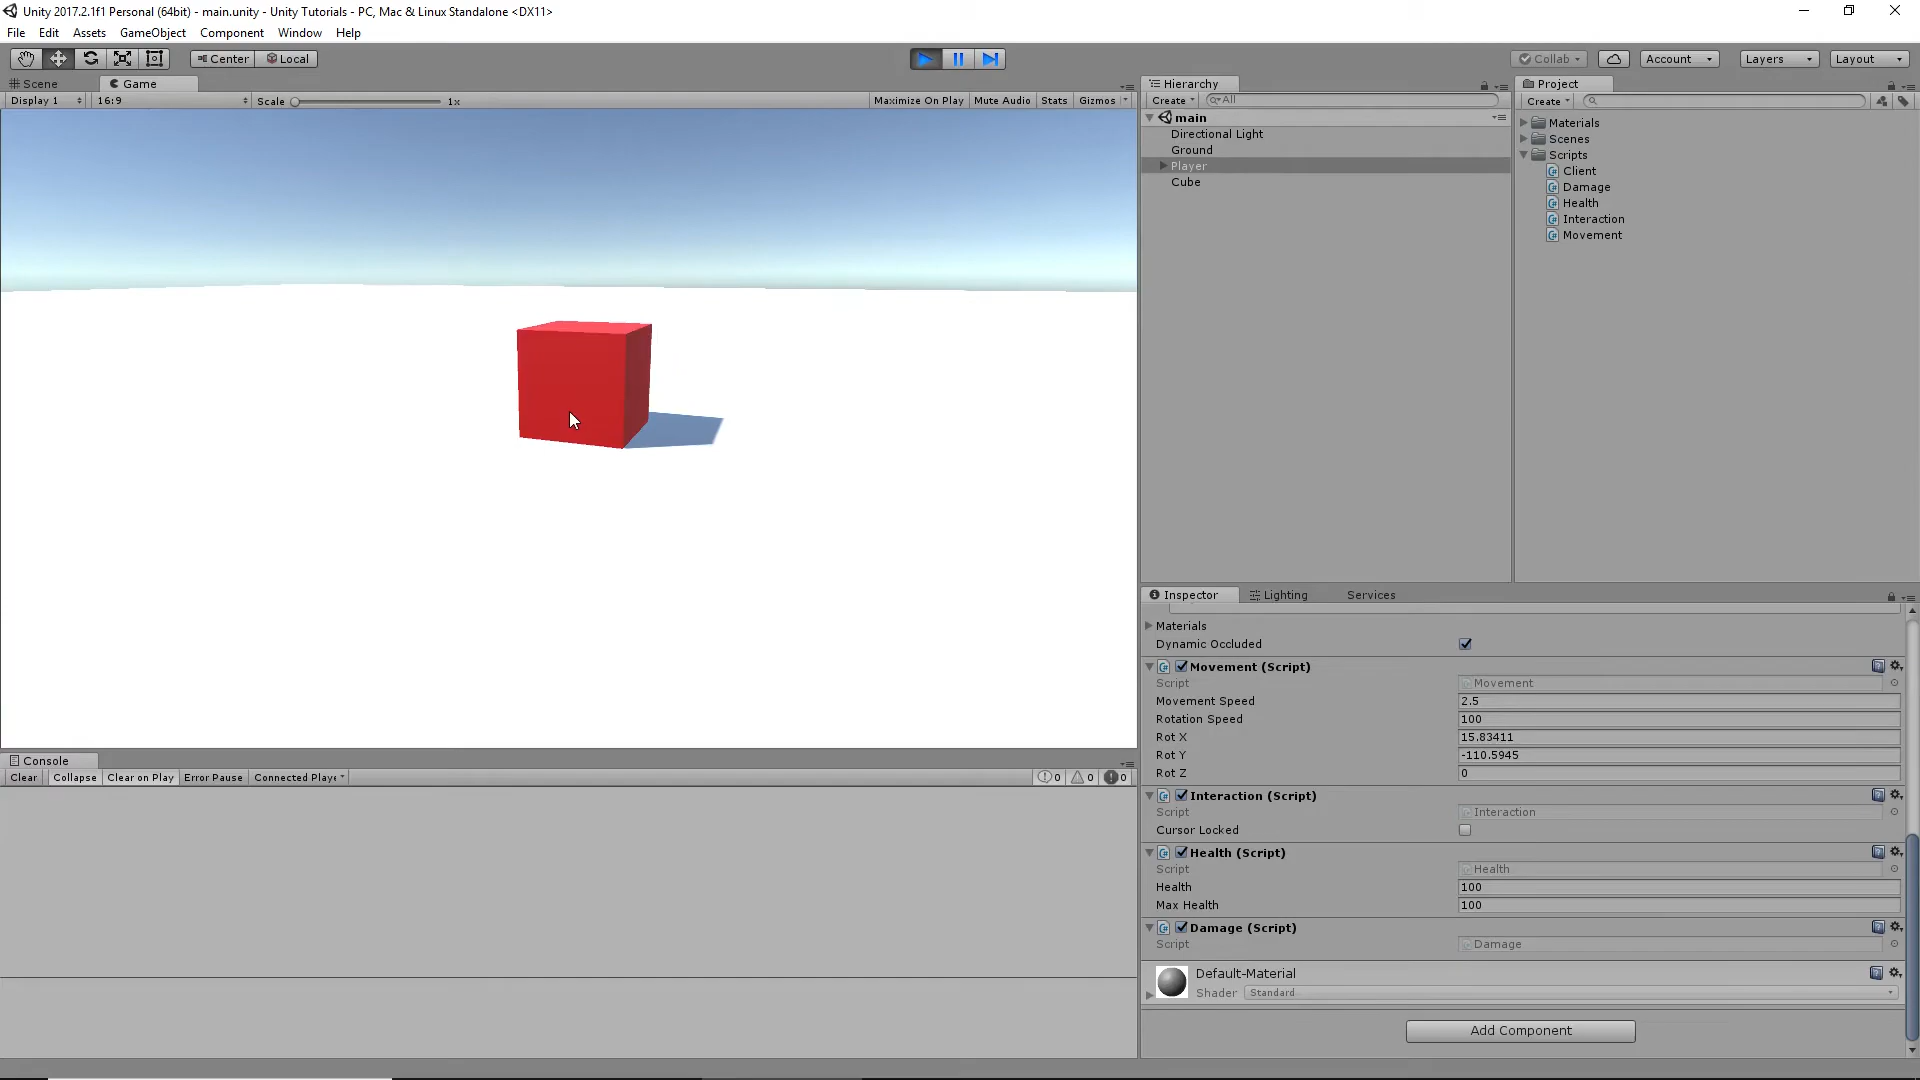 Unity 2017.2.1f1 Personal (64bit) - main.unity - Unity Tutorials - PC, Mac & Linux Standalone <DX11>
File Edit Assets GameObject Component Window Help
Center Local
Collab Account Layers Layout
Scene Game
Display 1 16:9 Scale 1x Maximize On Play Mute Audio Stats Gizmos
Hierarchy
Create All
main
Directional Light
Ground
Player
Cube
Project
Create
Materials
Scenes
Scripts
Client
Damage
Health
Interaction
Movement
Inspector Lighting Services
Materials
Dynamic Occluded
Movement (Script)
Script Movement
Movement Speed 2.5
Rotation Speed 100
Rot X 15.83411
Rot Y -110.5945
Rot Z 0
Interaction (Script)
Script Interaction
Cursor Locked
Health (Script)
Script Health
Health 100
Max Health 100
Damage (Script)
Script Damage
Default-Material
Shader Standard
Add Component
Console
Clear Collapse Clear on Play Error Pause Connected Playe 0 0 0